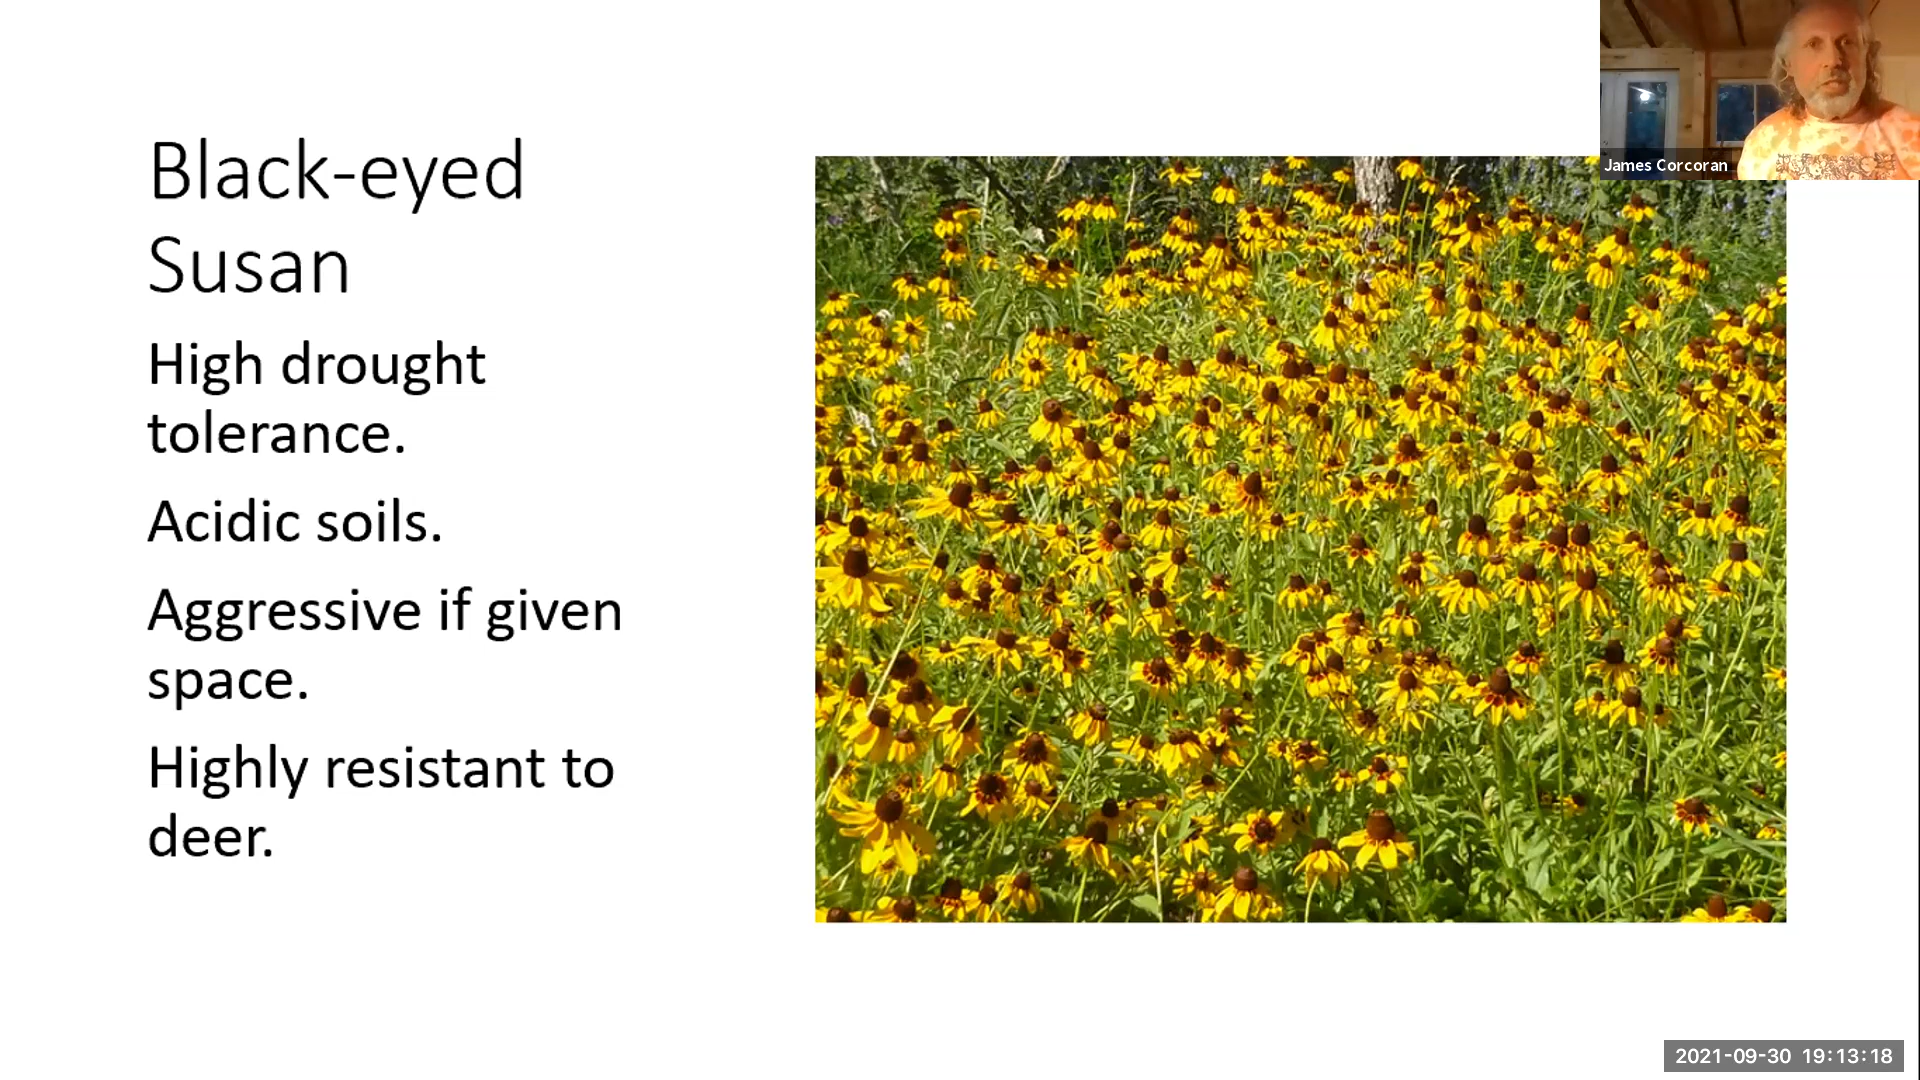 James Corcoran
Black-eyed
Susan
High drought
tolerance.
Acidic soils.
Aggressive if given
space.
Highly resistant to
deer.
2021-09-30 19:13:18